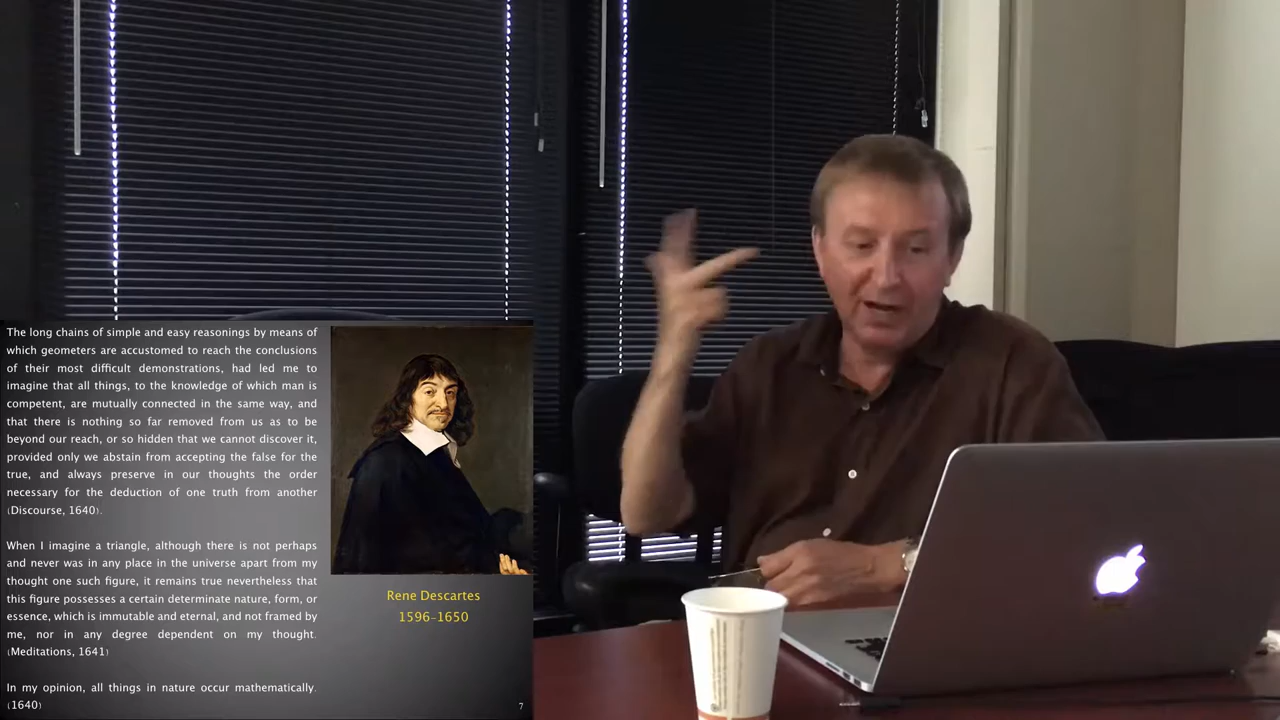 The long chains of simple and easy reasonings by means of
which geometers are accustomed to reach the conclusions
of their most difficult demonstrations, had led me to
imagine that all things, to the knowledge of which man is
competent, are mutually connected in the same way, and
that there is nothing so far removed from us as to be
beyond our reach, or so hidden that we cannot discover it,
provided only we abstain from accepting the false for the
true, and always preserve in our thoughts the order
necessary for the deduction of one truth from another
(Discourse, 1640).
When I imagine a triangle, although there is not perhaps
and never was in any place in the universe apart from my
thought one such figure, it remains true nevertheless that
this figure possesses a certain determinate nature, form, or
essence, which is immutable and eternal, and not framed by
me, nor in any degree dependent on my thought.
(Meditations, 1641)
In my opinion, all things in nature occur mathematically.
(1640)
Rene Descartes
1596-1650
7